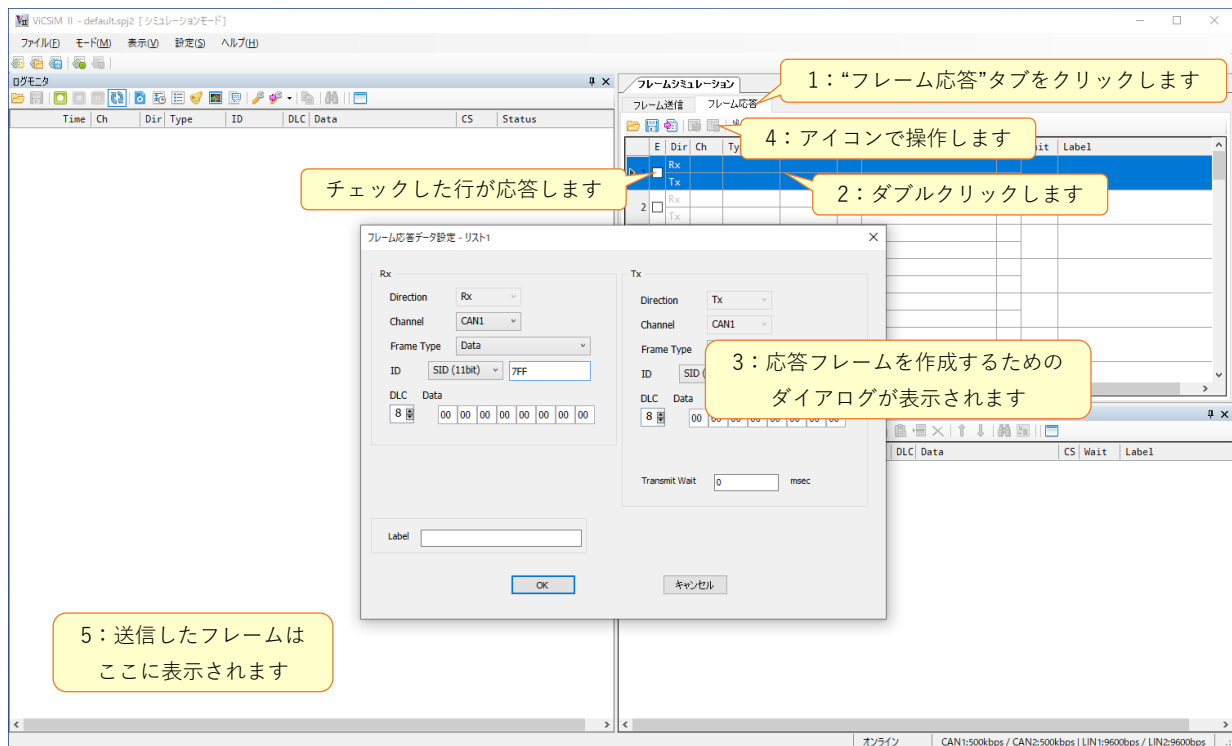 ViCSiM II - default.spj2 [ シミュレーションモード ]
ファイル(F) モード(M) 表示(V) 設定(S) ヘルプ(H)
ログモニタ
Time Ch Dir Type ID DLC Data CS Status
フレームシミュレーション
フレーム送信 フレーム応答
1：“フレーム応答”タブをクリックします
4：アイコンで操作します
E Dir Ch Label
1 Rx
Tx
2 Rx
Tx
チェックした行が応答します
2：ダブルクリックします
フレーム応答データ設定 - リスト1
Rx
Direction Rx
Channel CAN1
Frame Type Data
ID SID (11bit) 7FF
DLC Data
8 00 00 00 00 00 00 00 00
Tx
Direction Tx
Channel CAN1
Frame Type
ID
DLC Data
8 00 00 00 00 00 00 00 00
3：応答フレームを作成するための
ダイアログが表示されます
Transmit Wait 0 msec
Label
OK キャンセル
DLC Data CS Wait Label
5：送信したフレームは
ここに表示されます
オンライン CAN1:500kbps / CAN2:500kbps | LIN1:9600bps / LIN2:9600bps